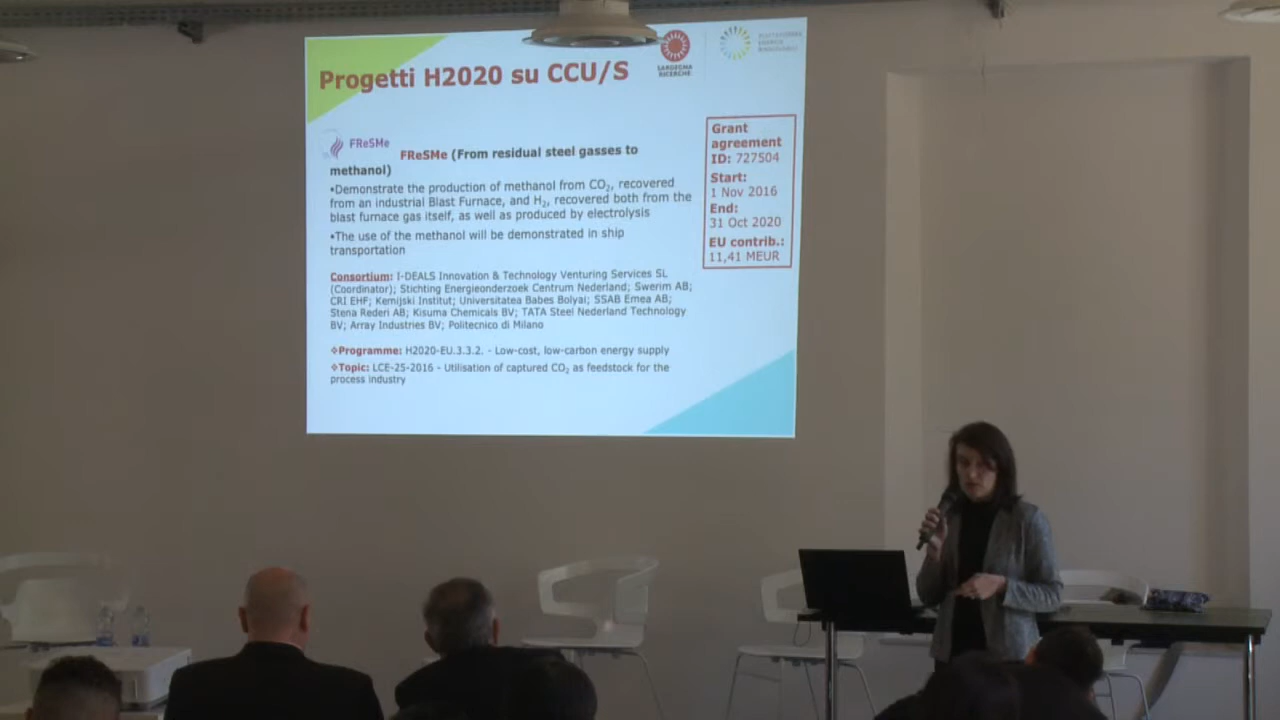 Progetti H2020 su CCU/S
SARDEGNA
RICERCHE
PIATTAFORMA
ENERGIE
RINNOVABILI
FReSMe
FReSMe (From residual steel gasses to
methanol)
•Demonstrate the production of methanol from CO₂, recovered
from an industrial Blast Furnace, and H₂, recovered both from the
blast furnace gas itself, as well as produced by electrolysis
•The use of the methanol will be demonstrated in ship
transportation
Consortium: I-DEALS Innovation & Technology Venturing Services SL
(Coordinator); Stichting Energieonderzoek Centrum Nederland; Swerim AB;
CRI EHF; Kemijski Institut; Universitatea Babes Bolyai; SSAB Emea AB;
Stena Rederi AB; Kisuma Chemicals BV; TATA Steel Nederland Technology
BV; Array Industries BV; Politecnico di Milano
❖Programme: H2020-EU.3.3.2. - Low-cost, low-carbon energy supply
❖Topic: LCE-25-2016 - Utilisation of captured CO₂ as feedstock for the
process industry
Grant
agreement
ID: 727504
Start:
1 Nov 2016
End:
31 Oct 2020
EU contrib.:
11,41 MEUR